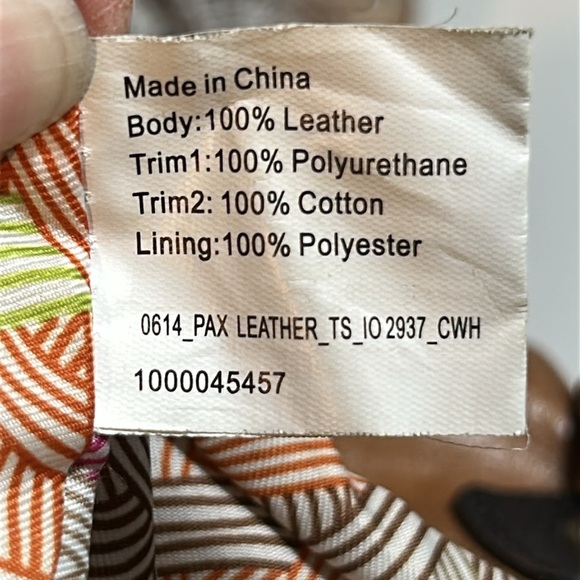 Made in China
Body:100% Leather
Trim1:100% Polyurethane
Trim2: 100% Cotton
Lining:100% Polyester
0614_PAX LEATHER_TS_IO 2937_CWH
1000045457